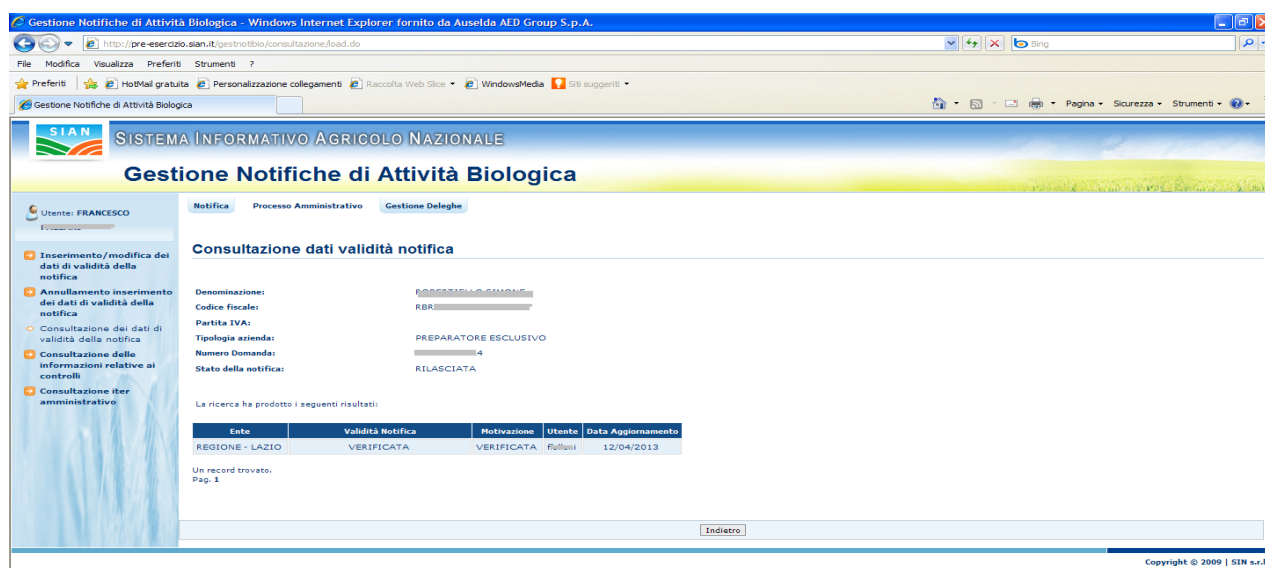 Gestione Notifiche di Attività Biologica - Windows Internet Explorer fornito da Auselda AED Group S.p.A.
http://pre-esercizio.sian.it/gestnotibio/consultazione/load.do
Bing
File Modifica Visualizza Preferiti Strumenti ?
Preferiti HotMail gratuita Personalizzazione collegamenti Raccolta Web Slice WindowsMedia Siti suggeriti
Gestione Notifiche di Attività Biologica
Pagina Sicurezza Strumenti
SIAN
SISTEMA INFORMATIVO AGRICOLO NAZIONALE
Gestione Notifiche di Attività Biologica
Utente: FRANCESCO
Inserimento/modifica dei
dati di validità della
notifica
Annullamento inserimento
dei dati di validità della
notifica
Consultazione dei dati di
validità della notifica
Consultazione delle
informazioni relative ai
controlli
Consultazione iter
amministrativo
Notifica Processo Amministrativo Gestione Deleghe
Consultazione dati validità notifica
Denominazione:
Codice fiscale: RBR
Partita IVA:
Tipologia azienda: PREPARATORE ESCLUSIVO
Numero Domanda: 4
Stato della notifica: RILASCIATA
La ricerca ha prodotto i seguenti risultati:
Ente Validità Notifica Motivazione Utente Data Aggiornamento
REGIONE - LAZIO VERIFICATA VERIFICATA 12/04/2013
Un record trovato.
Pag. 1
Indietro
Copyright © 2009 | SIN s.r.l